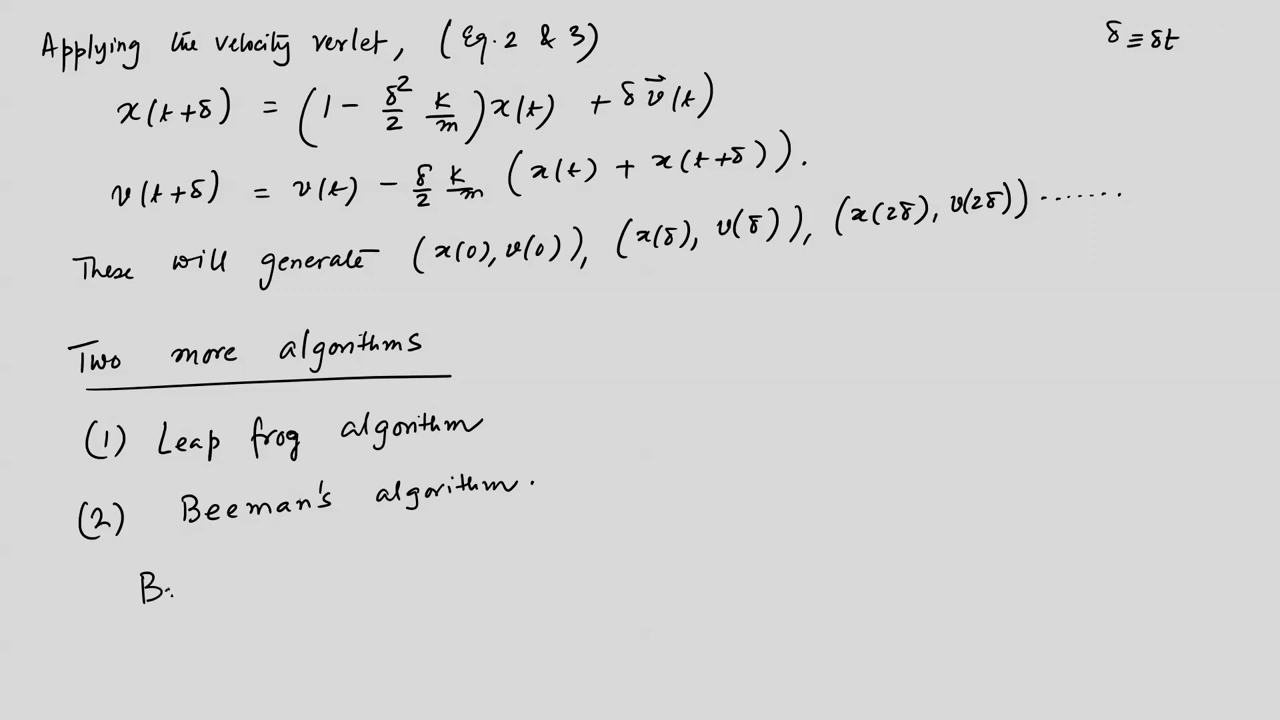 Applying the velocity verlet, (Eq. 2 & 3)
δ ≡ δt
x(t+δ) = (1 − δ²/2 k/m) x(t) + δ v⃗(t)
v(t+δ) = v(t) − δ/2 k/m (x(t) + x(t+δ)).
These will generate (x(0), v(0)), (x(δ), v(δ)), (x(2δ), v(2δ)) .......
Two more algorithms
(1) Leap frog algorithm
(2) Beeman's algorithm.
B